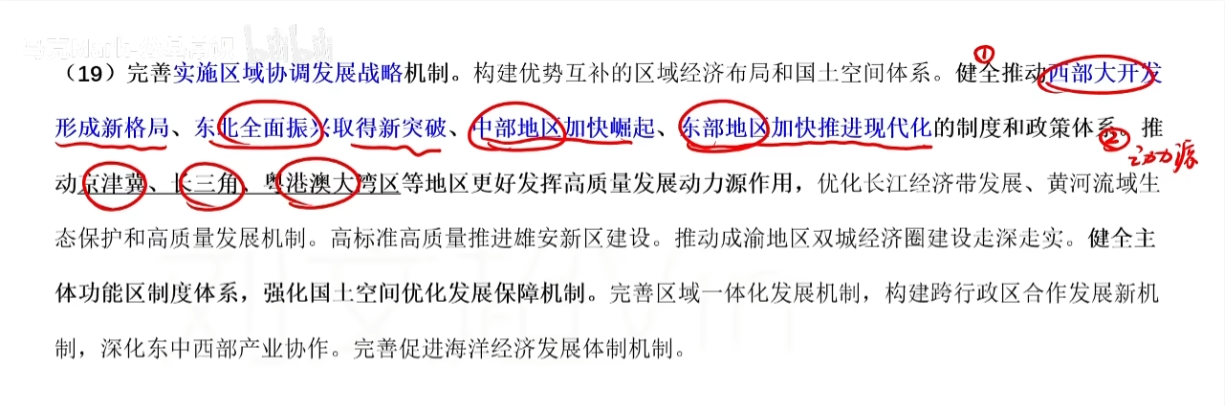 （19）完善实施区域协调发展战略机制。构建优势互补的区域经济布局和国土空间体系。健全推动西部大开发
形成新格局、东北全面振兴取得新突破、中部地区加快崛起、东部地区加快推进现代化的制度和政策体系。推
动京津冀、长三角、粤港澳大湾区等地区更好发挥高质量发展动力源作用，优化长江经济带发展、黄河流域生
态保护和高质量发展机制。高标准高质量推进雄安新区建设。推动成渝地区双城经济圈建设走深走实。健全主
体功能区制度体系，强化国土空间优化发展保障机制。完善区域一体化发展机制，构建跨行政区合作发展新机
制，深化东中西部产业协作。完善促进海洋经济发展体制机制。
①
②
动力源